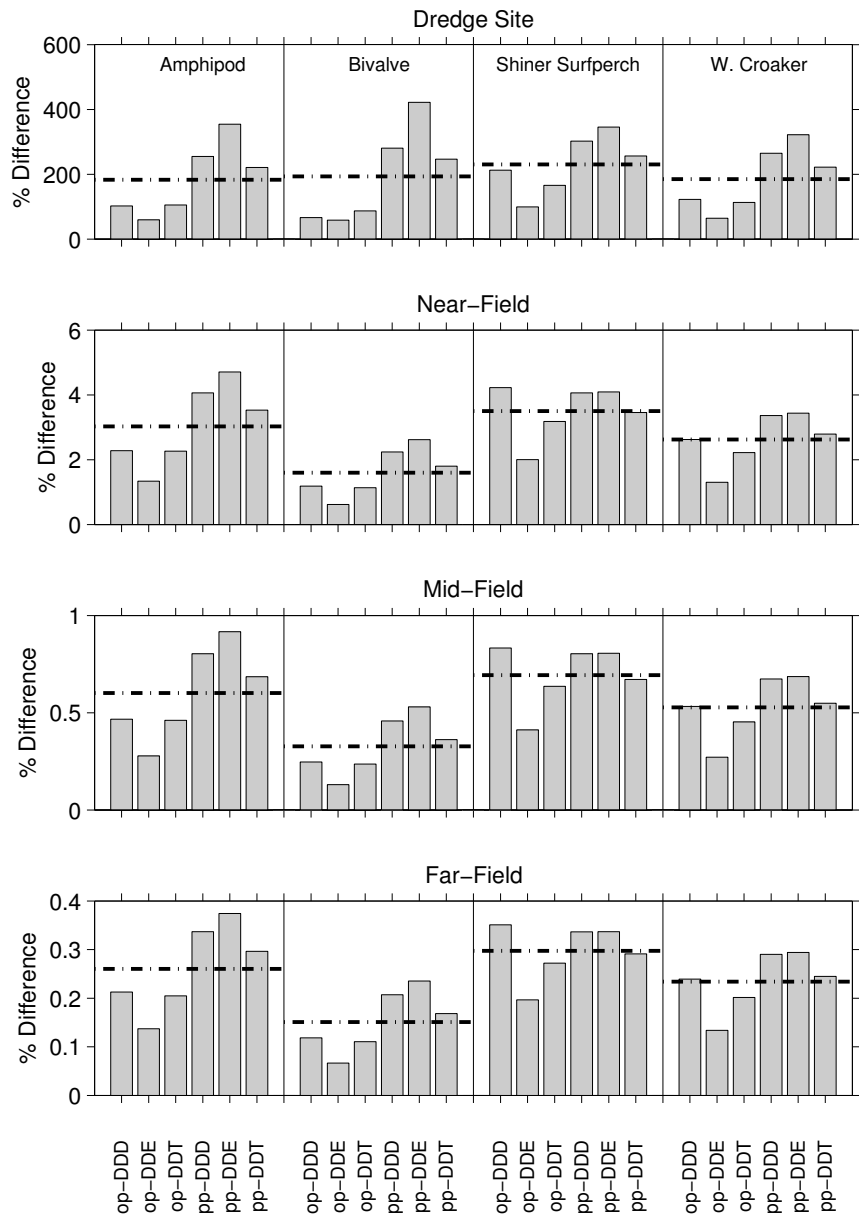 Dredge Site
600
400
200
0
% Difference
Amphipod
Bivalve
Shiner Surfperch
W. Croaker
Near−Field
6
4
2
0
% Difference
Mid−Field
1
0.5
0
% Difference
Far−Field
0.4
0.3
0.2
0.1
0
% Difference
op−DDD
op−DDE
op−DDT
pp−DDD
pp−DDE
pp−DDT
op−DDD
op−DDE
op−DDT
pp−DDD
pp−DDE
pp−DDT
op−DDD
op−DDE
op−DDT
pp−DDD
pp−DDE
pp−DDT
op−DDD
op−DDE
op−DDT
pp−DDD
pp−DDE
pp−DDT